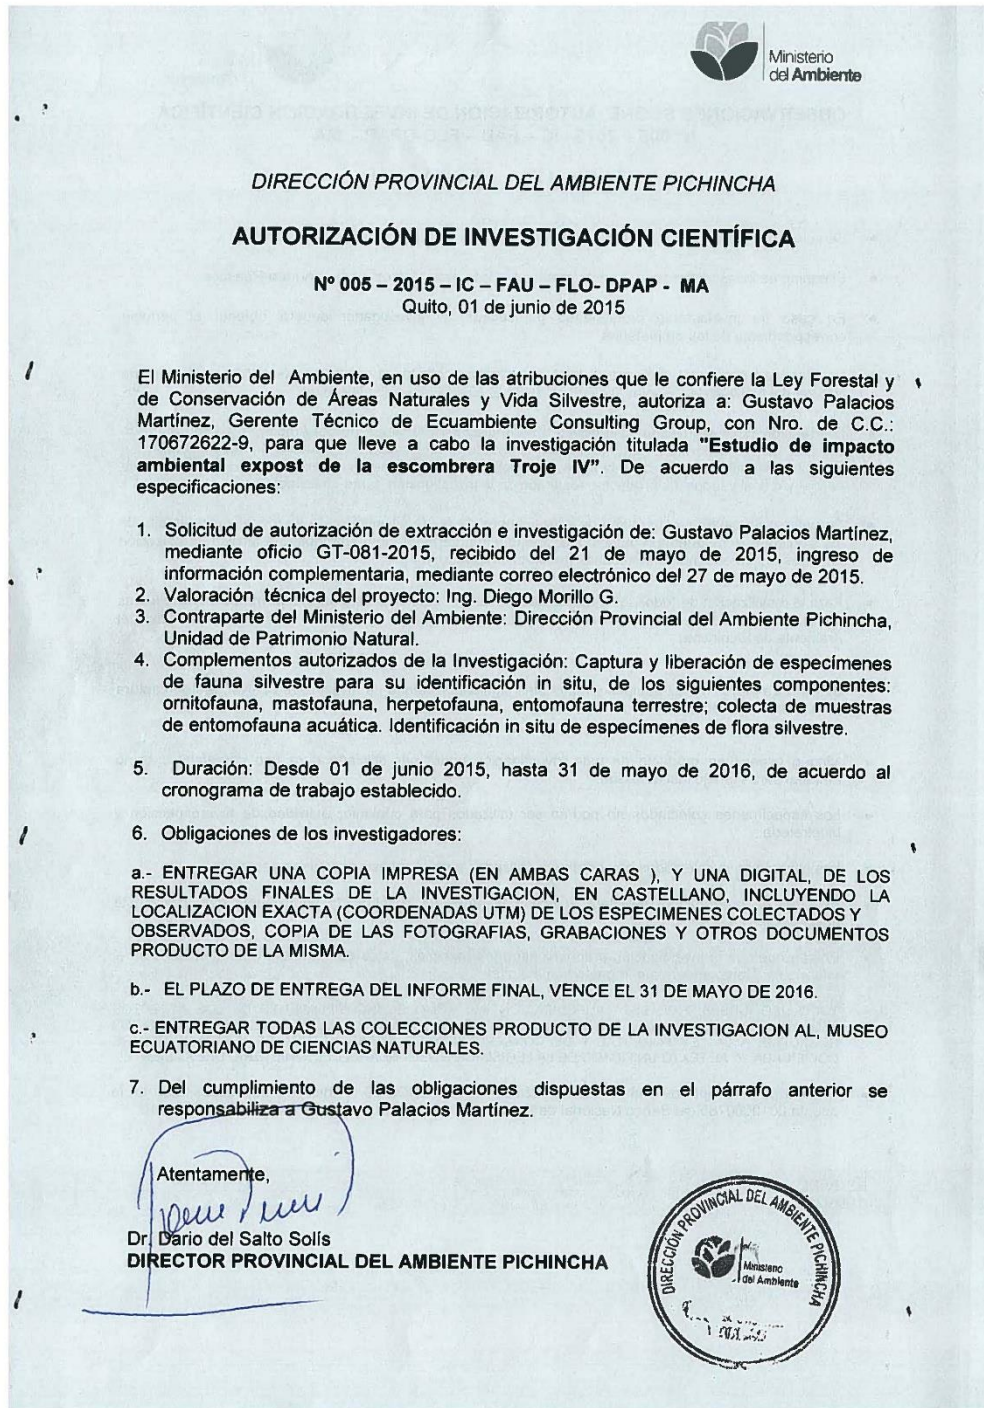 Ministerio
del Ambiente
DIRECCIÓN PROVINCIAL DEL AMBIENTE PICHINCHA
AUTORIZACIÓN DE INVESTIGACIÓN CIENTÍFICA
Nº 005 – 2015 – IC – FAU – FLO- DPAP - MA
Quito, 01 de junio de 2015
El Ministerio del Ambiente, en uso de las atribuciones que le confiere la Ley Forestal y
de Conservación de Áreas Naturales y Vida Silvestre, autoriza a: Gustavo Palacios
Martínez, Gerente Técnico de Ecuambiente Consulting Group, con Nro. de C.C.:
170672622-9, para que lleve a cabo la investigación titulada "Estudio de impacto
ambiental expost de la escombrera Troje IV". De acuerdo a las siguientes
especificaciones:
1. Solicitud de autorización de extracción e investigación de: Gustavo Palacios Martínez,
mediante oficio GT-081-2015, recibido del 21 de mayo de 2015, ingreso de
información complementaria, mediante correo electrónico del 27 de mayo de 2015.
2. Valoración técnica del proyecto: Ing. Diego Morillo G.
3. Contraparte del Ministerio del Ambiente: Dirección Provincial del Ambiente Pichincha,
Unidad de Patrimonio Natural.
4. Complementos autorizados de la Investigación: Captura y liberación de especímenes
de fauna silvestre para su identificación in situ, de los siguientes componentes:
ornitofauna, mastofauna, herpetofauna, entomofauna terrestre; colecta de muestras
de entomofauna acuática. Identificación in situ de especímenes de flora silvestre.
5. Duración: Desde 01 de junio 2015, hasta 31 de mayo de 2016, de acuerdo al
cronograma de trabajo establecido.
6. Obligaciones de los investigadores:
a.- ENTREGAR UNA COPIA IMPRESA (EN AMBAS CARAS ), Y UNA DIGITAL, DE LOS
RESULTADOS FINALES DE LA INVESTIGACION, EN CASTELLANO, INCLUYENDO LA
LOCALIZACION EXACTA (COORDENADAS UTM) DE LOS ESPECIMENES COLECTADOS Y
OBSERVADOS, COPIA DE LAS FOTOGRAFIAS, GRABACIONES Y OTROS DOCUMENTOS
PRODUCTO DE LA MISMA.
b.- EL PLAZO DE ENTREGA DEL INFORME FINAL, VENCE EL 31 DE MAYO DE 2016.
c.- ENTREGAR TODAS LAS COLECCIONES PRODUCTO DE LA INVESTIGACION AL, MUSEO
ECUATORIANO DE CIENCIAS NATURALES.
7. Del cumplimiento de las obligaciones dispuestas en el párrafo anterior se
responsabiliza a Gustavo Palacios Martínez.
Atentamente,
Dr. Dario del Salto Solís
DIRECTOR PROVINCIAL DEL AMBIENTE PICHINCHA
DIRECCIÓN PROVINCIAL DEL AMBIENTE PICHINCHA
Ministerio
del Ambiente